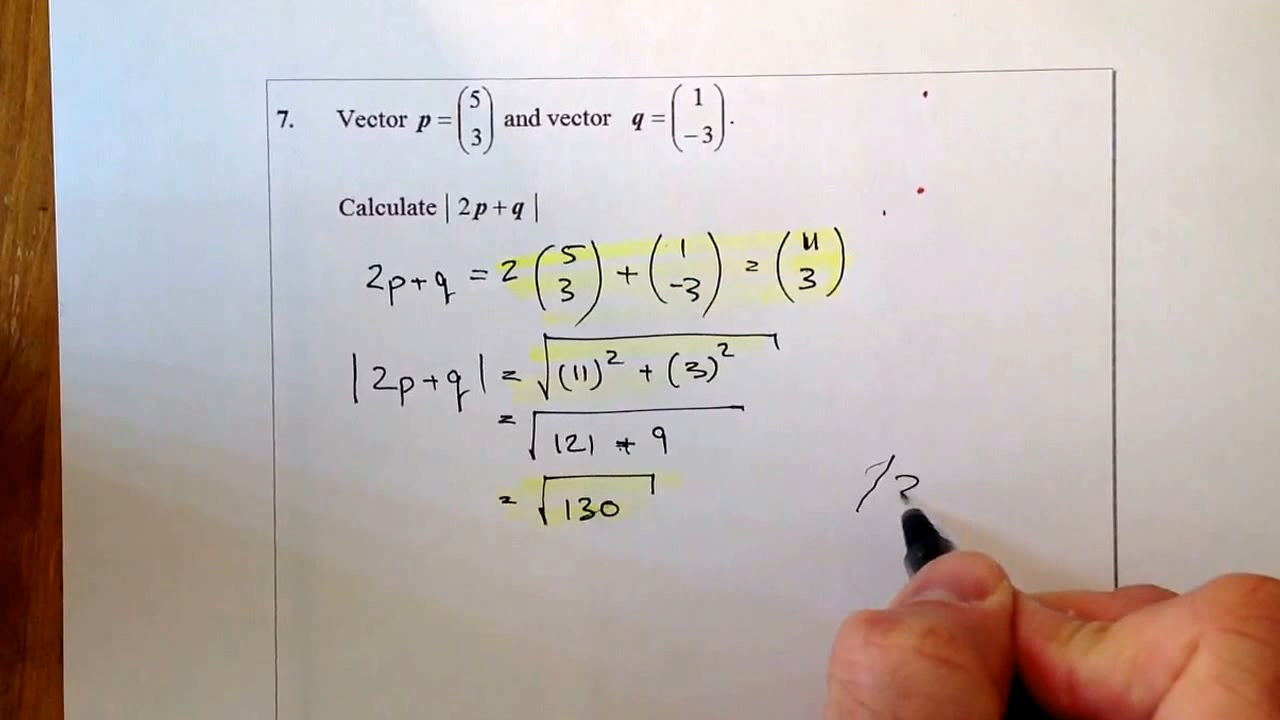 7. Vector p = (5 3) and vector q = (1 -3).
Calculate | 2p + q |
2p+q = 2 (5 3) + (1 -3) = (11 3)
|2p+q| = √(11)² + (3)²
= √121 + 9
= √130